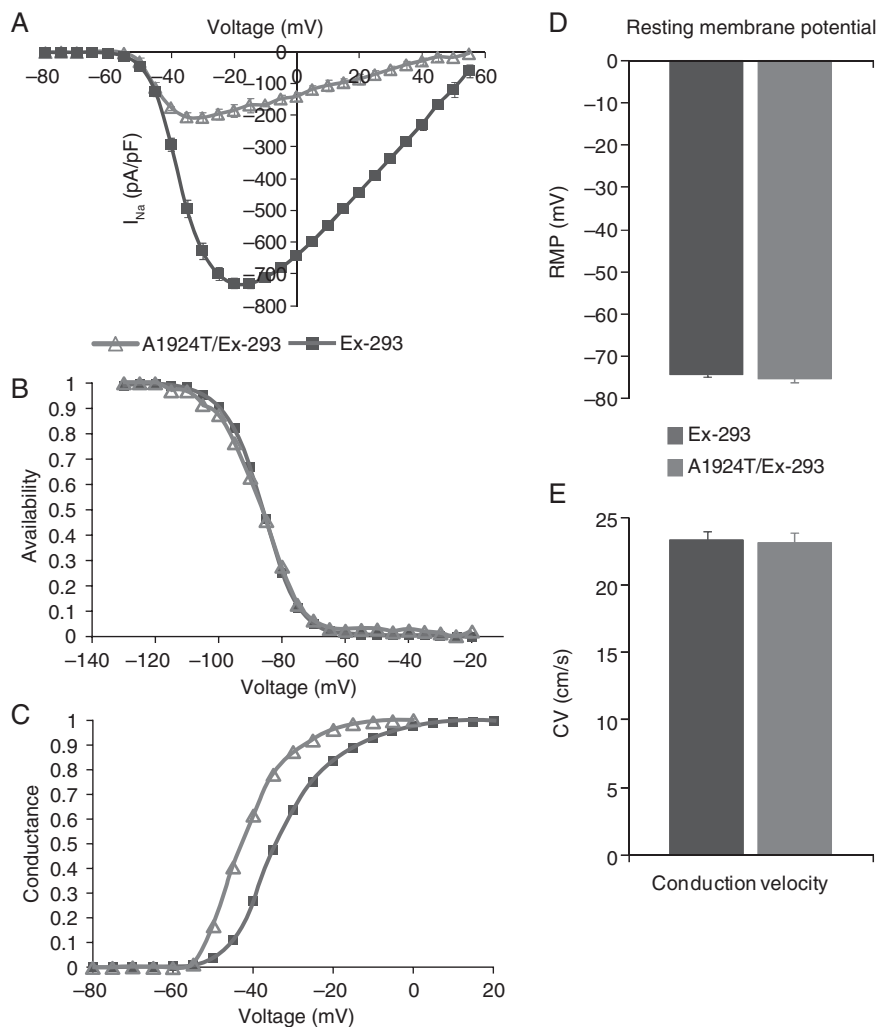 A
Voltage (mV)
−80 −60 −40 −20 0 20 40 60
0
−100
−200
−300
−400
−500
−600
−700
−800
I_Na (pA/pF)
A1924T/Ex-293 Ex-293
B
1
0.9
0.8
0.7
0.6
0.5
0.4
0.3
0.2
0.1
0
Availability
−140 −120 −100 −80 −60 −40 −20
Voltage (mV)
C
1
0.9
0.8
0.7
0.6
0.5
0.4
0.3
0.2
0.1
0
Conductance
−80 −60 −40 −20 0 20
Voltage (mV)
D Resting membrane potential
0
−10
−20
−30
−40
−50
−60
−70
−80
RMP (mV)
Ex-293
A1924T/Ex-293
E
25
20
15
10
5
0
CV (cm/s)
Conduction velocity